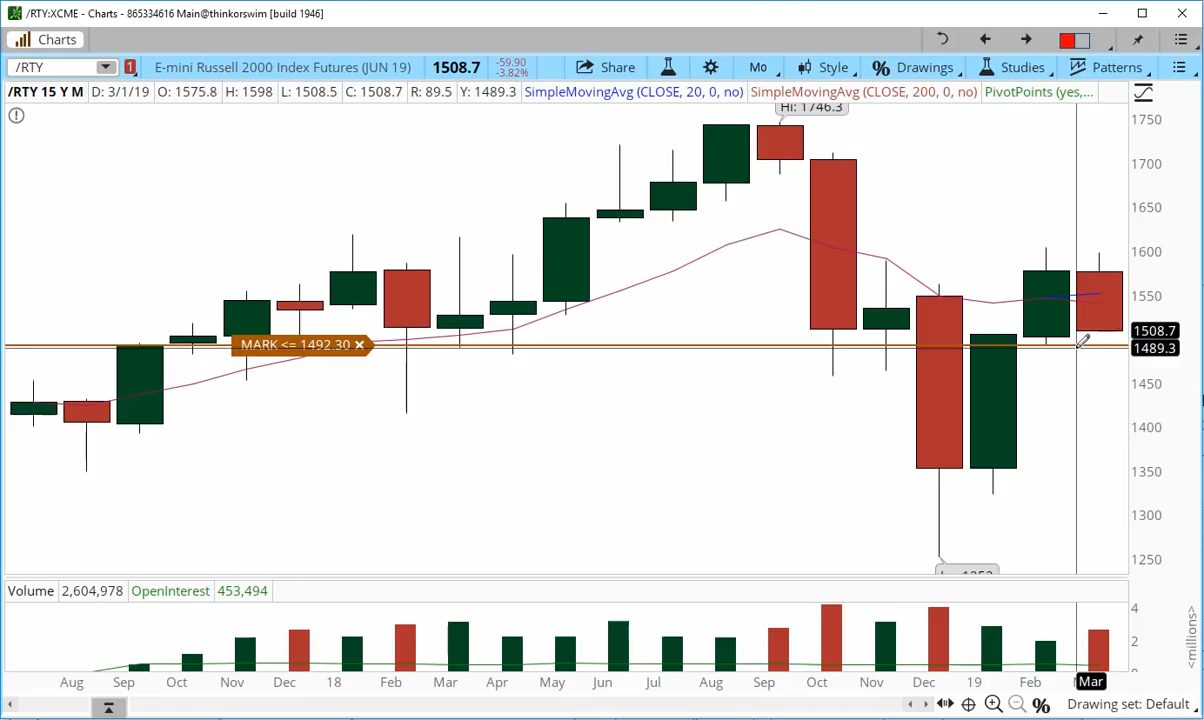 /RTY:XCME - Charts - 865334616 Main@thinkorswim [build 1946]
Charts
/RTY 1 E-mini Russell 2000 Index Futures (JUN 19) 1508.7 -59.90 -3.82% Share Mo Style Drawings Studies Patterns
/RTY 15 Y M D: 3/1/19 O: 1575.8 H: 1598 L: 1508.5 C: 1508.7 R: 89.5 Y: 1489.3 SimpleMovingAvg (CLOSE, 20, 0, no) SimpleMovingAvg (CLOSE, 200, 0, no) PivotPoints (yes,...
Hi: 1746.3
1750
1700
1650
1600
1550
1508.7
MARK <= 1492.30 ×
1489.3
1450
1400
1350
1300
1250
Volume 2,604,978 OpenInterest 453,494
4
2
<millions>
Aug Sep Oct Nov Dec 18 Feb Mar Apr May Jun Jul Aug Sep Oct Nov Dec 19 Feb Mar
Drawing set: Default